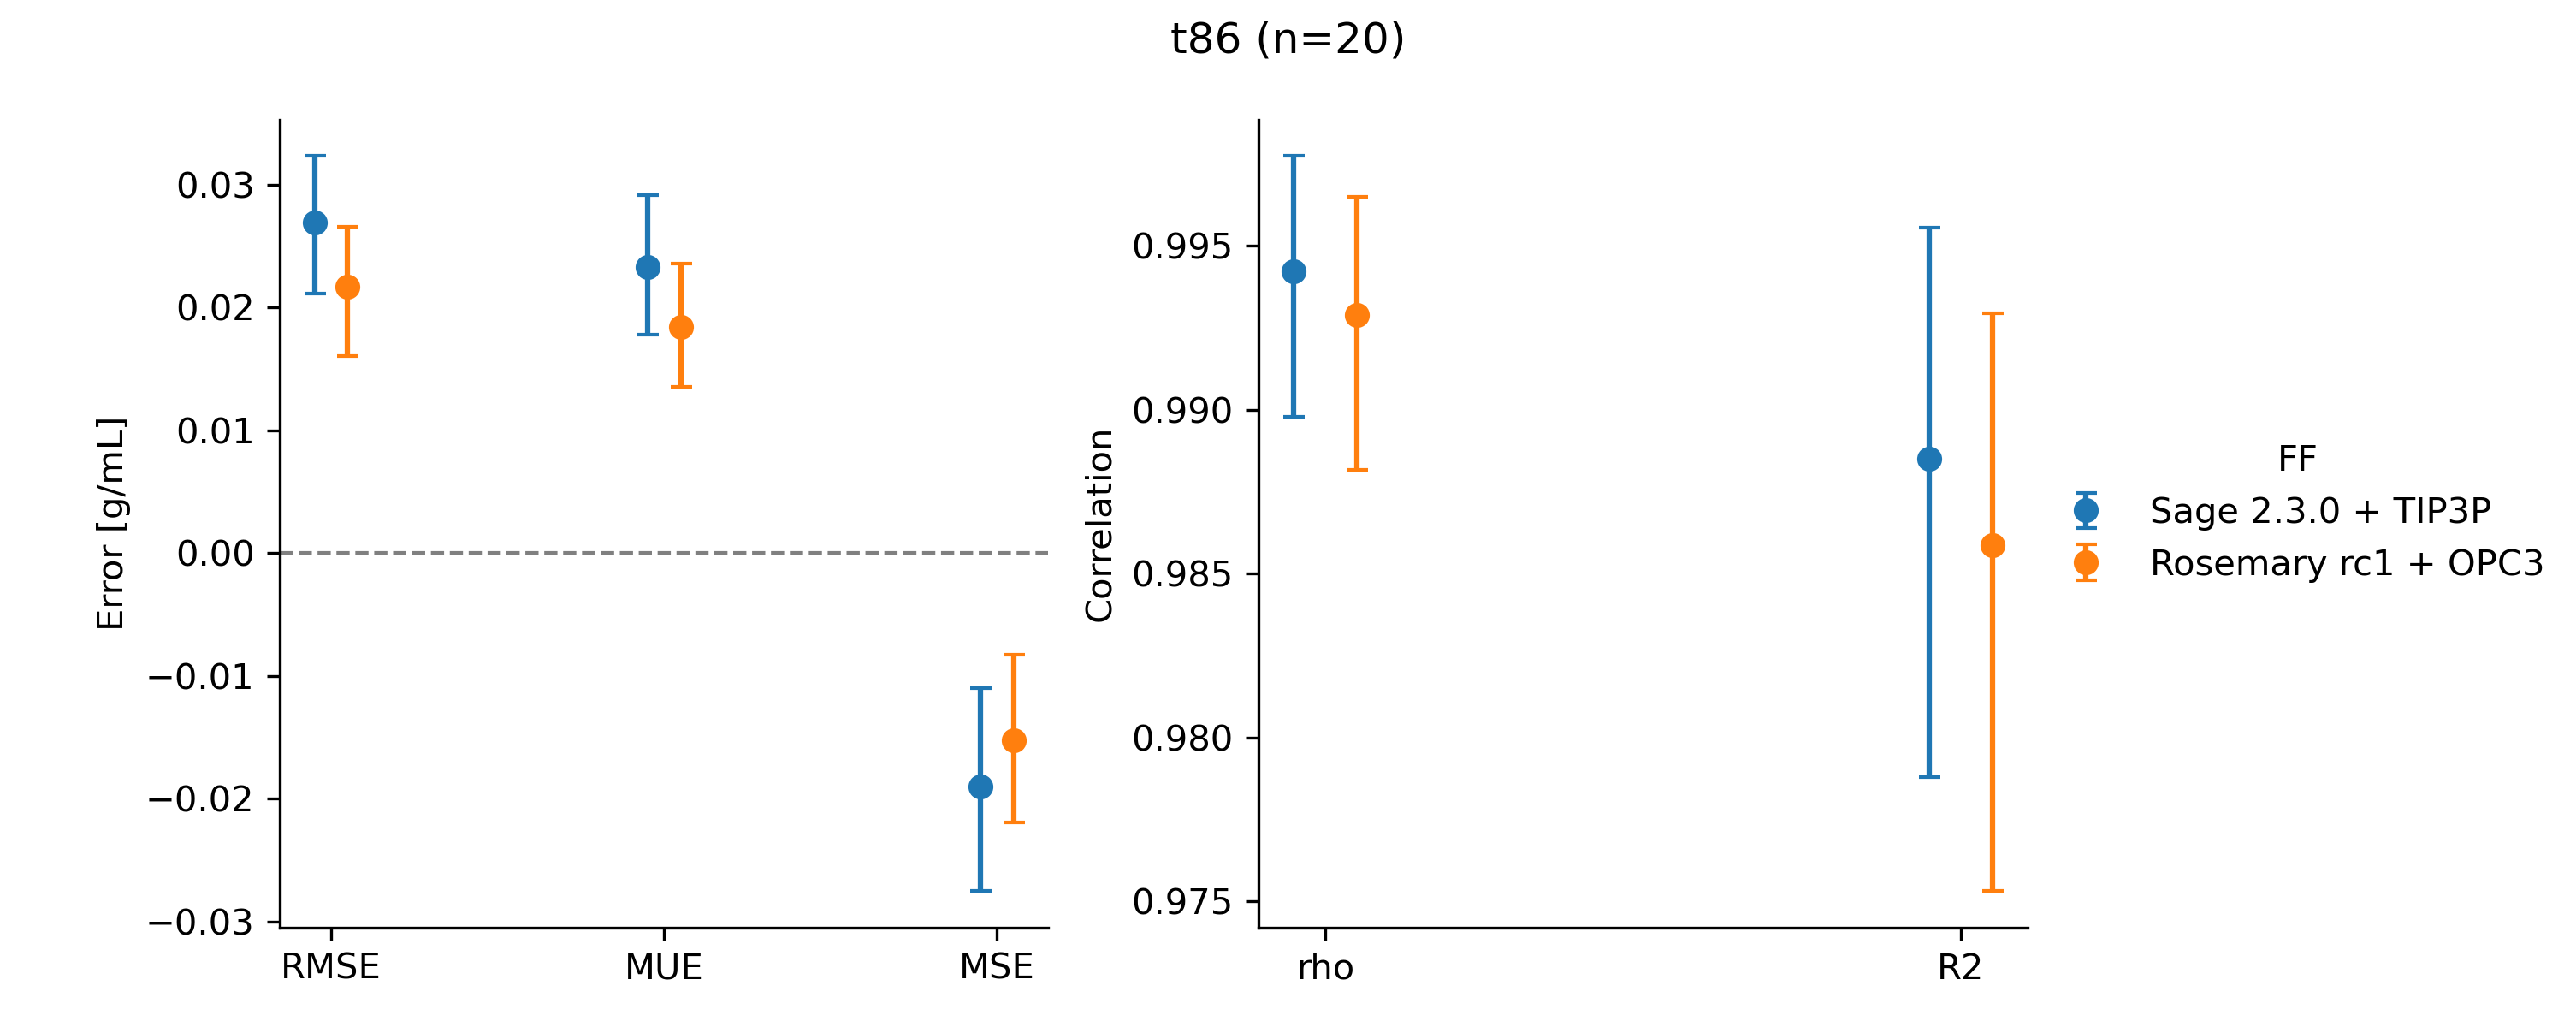 t86 (n=20)
Error [g/mL]
0.03
0.02
0.01
0.00
−0.01
−0.02
−0.03
RMSE
MUE
MSE
Correlation
0.995
0.990
0.985
0.980
0.975
rho
R2
FF
Sage 2.3.0 + TIP3P
Rosemary rc1 + OPC3